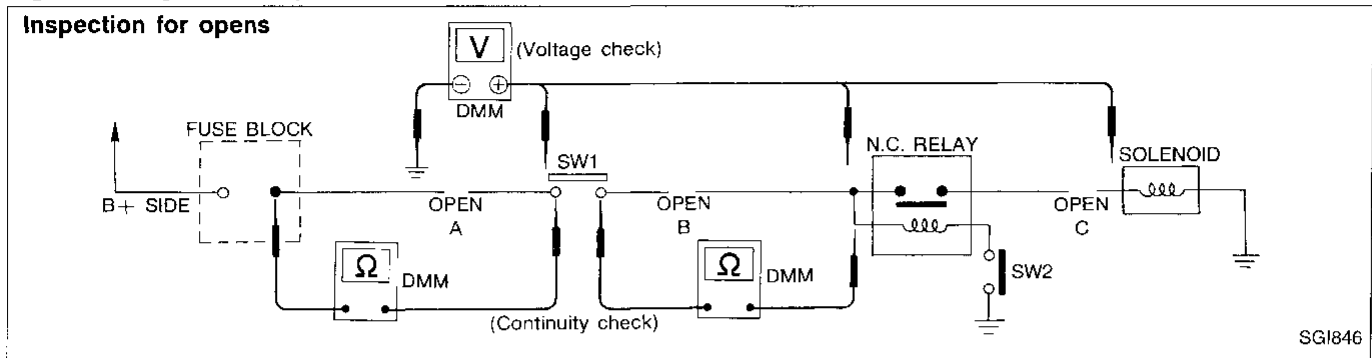 Inspection for opens
V
(Voltage check)
− +
DMM
FUSE BLOCK
SW1
N.C. RELAY
SOLENOID
B+ SIDE
OPEN
A
OPEN
B
OPEN
C
Ω
DMM
Ω
DMM
SW2
(Continuity check)
SGI846